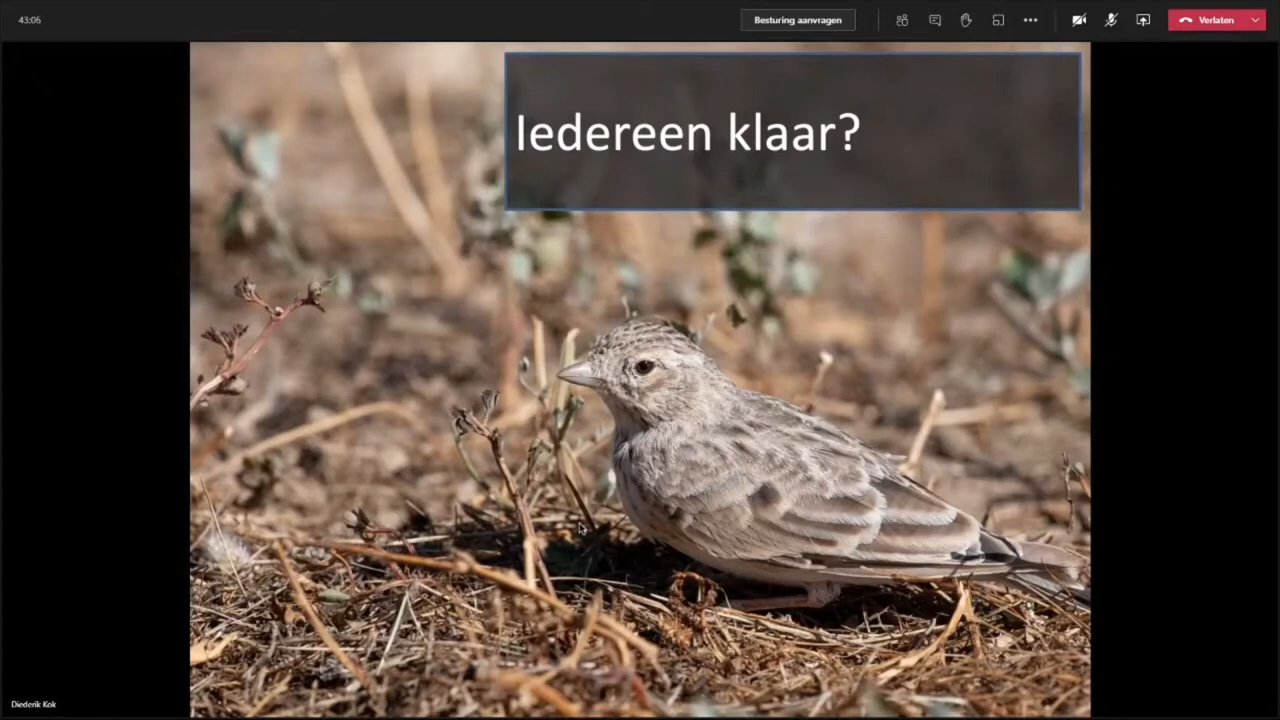 43:06
Besturing aanvragen
Verlaten
Iedereen klaar?
Diederik Kok